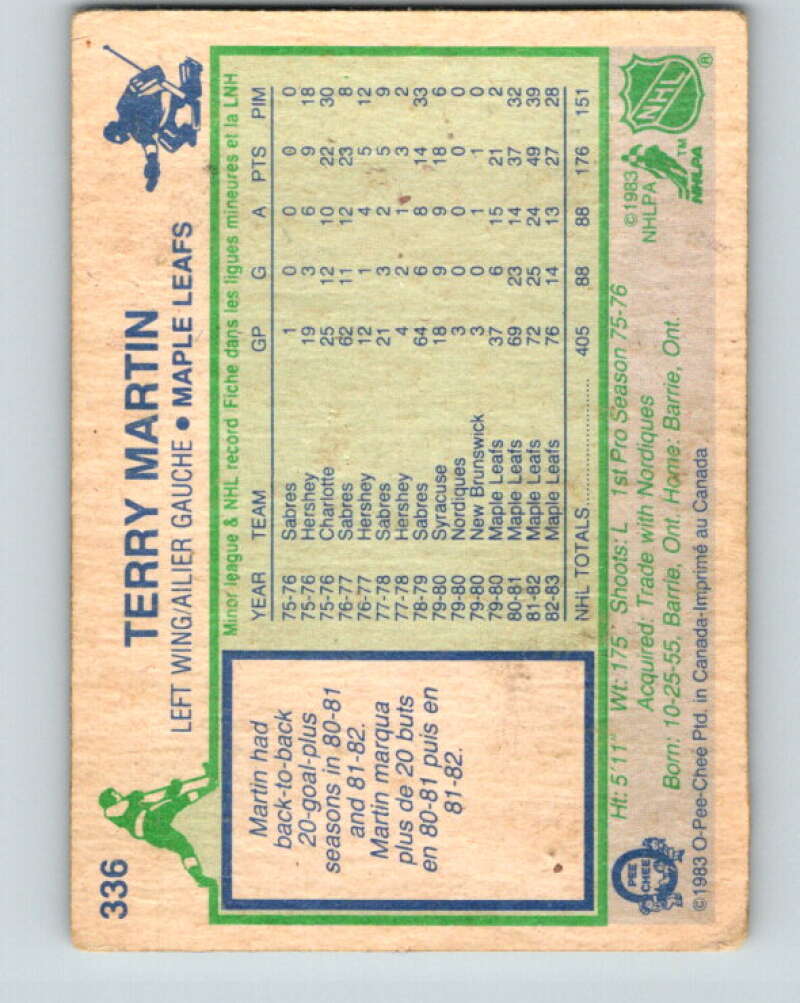 336
TERRY MARTIN
LEFT WING/AILIER GAUCHE • MAPLE LEAFS
Martin had
back-to-back
20-goal-plus
seasons in 80-81
and 81-82.
Martin marqua
plus de 20 buts
en 80-81 puis en
81-82.
Minor league & NHL record Fiche dans les ligues mineures et la LNH
YEAR TEAM GP G A PTS PIM
75-76 Sabres 1 0 0 0 0
75-76 Hershey 19 3 6 9 18
75-76 Charlotte 25 12 10 22 30
76-77 Sabres 62 11 12 23 8
76-77 Hershey 12 1 4 5 12
77-78 Sabres 21 3 2 5 9
77-78 Hershey 4 2 1 3 2
78-79 Sabres 64 6 8 14 33
79-80 Syracuse 18 9 9 18 6
79-80 Nordiques 3 0 0 0 0
79-80 New Brunswick 3 0 1 1 0
79-80 Maple Leafs 37 6 15 21 2
80-81 Maple Leafs 69 23 14 37 32
81-82 Maple Leafs 72 25 24 49 39
82-83 Maple Leafs 76 14 13 27 28
NHL TOTALS 405 88 88 176 151
Ht: 5'11" Wt: 175 Shoots: L 1st Pro Season 75-76
Acquired: Trade with Nordiques
Born: 10-25-55, Barrie, Ont. Home: Barrie, Ont.
©1983 O-Pee-Chee Ptd. in Canada-Imprimé au Canada
O PEE CHEE
©1983
NHLPA
NHLPA ™
NHL ®